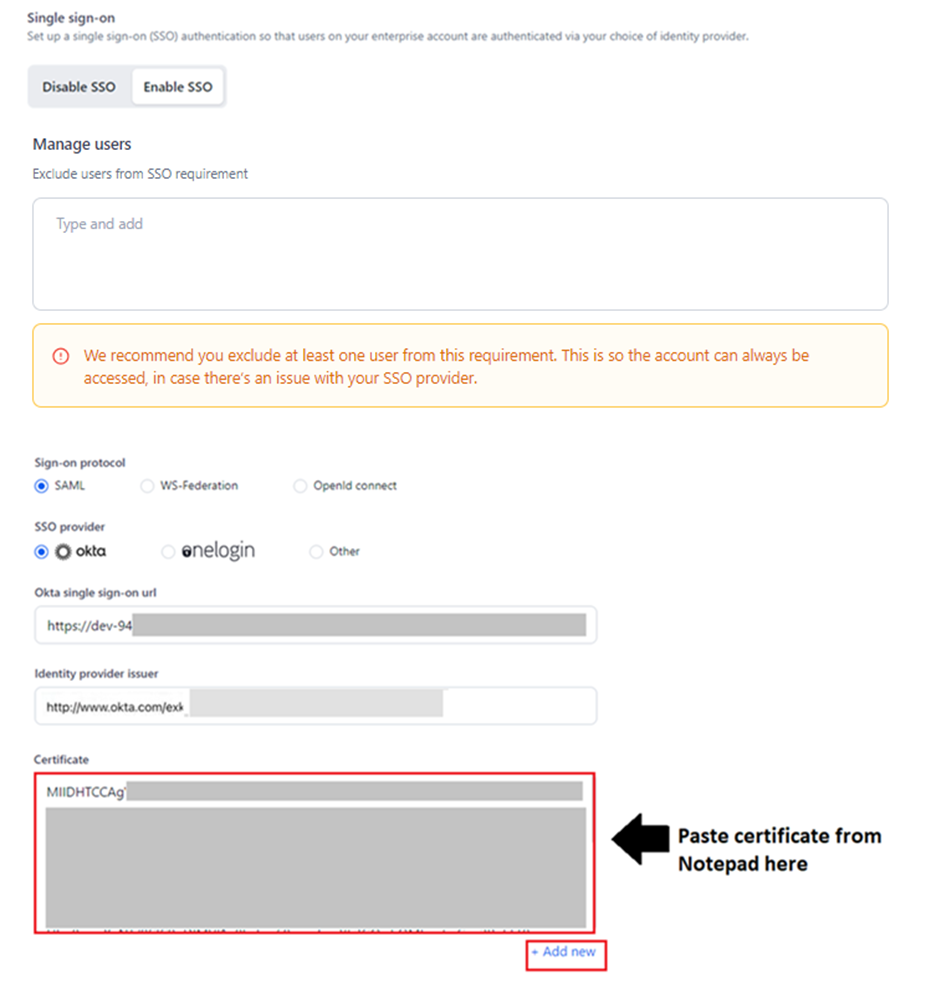 Single sign-on
Set up a single sign-on (SSO) authentication so that users on your enterprise account are authenticated via your choice of identity provider.
Disable SSO Enable SSO
Manage users
Exclude users from SSO requirement
Type and add
We recommend you exclude at least one user from this requirement. This is so the account can always be
accessed, in case there's an issue with your SSO provider.
Sign-on protocol
SAML WS-Federation OpenId connect
SSO provider
okta onelogin Other
Okta single sign-on url
https://dev-94
Identity provider issuer
http://www.okta.com/exk
Certificate
MIIDHTCCAg
Paste certificate from
Notepad here
+ Add new